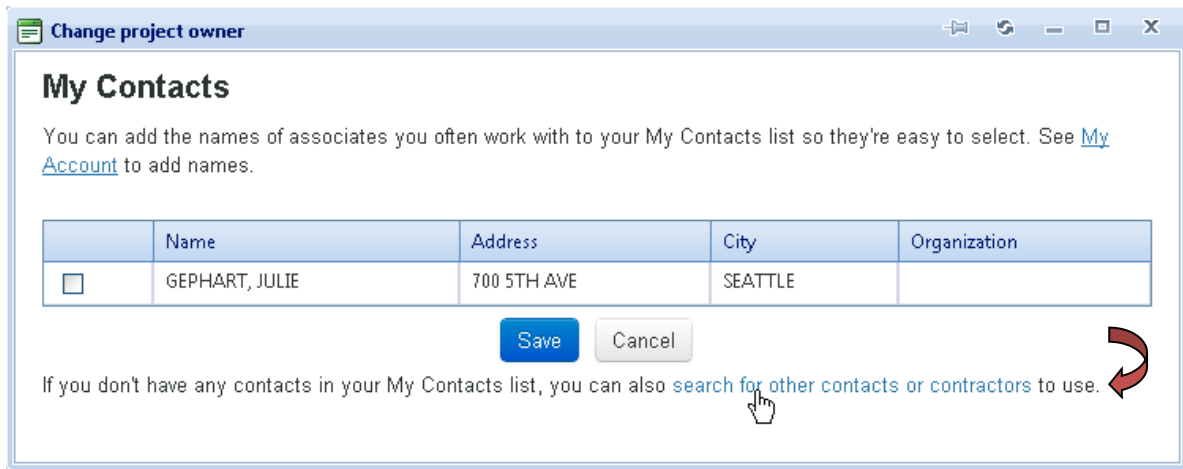 Change project owner
My Contacts
You can add the names of associates you often work with to your My Contacts list so they're easy to select. See My
Account to add names.
Name Address City Organization
GEPHART, JULIE 700 5TH AVE SEATTLE
Save Cancel
If you don't have any contacts in your My Contacts list, you can also search for other contacts or contractors to use.